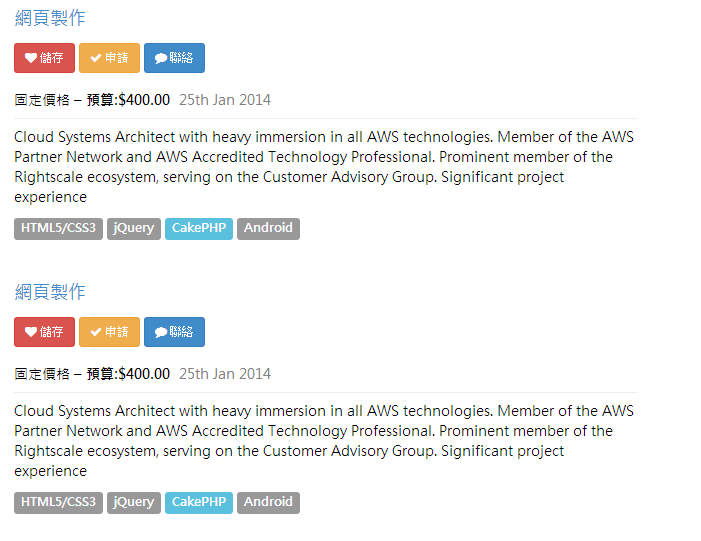 網頁製作
儲存 申請 聯絡
固定價格 – 預算:$400.00 25th Jan 2014
Cloud Systems Architect with heavy immersion in all AWS technologies. Member of the AWS
Partner Network and AWS Accredited Technology Professional. Prominent member of the
Rightscale ecosystem, serving on the Customer Advisory Group. Significant project
experience
HTML5/CSS3 jQuery CakePHP Android
網頁製作
儲存 申請 聯絡
固定價格 – 預算:$400.00 25th Jan 2014
Cloud Systems Architect with heavy immersion in all AWS technologies. Member of the AWS
Partner Network and AWS Accredited Technology Professional. Prominent member of the
Rightscale ecosystem, serving on the Customer Advisory Group. Significant project
experience
HTML5/CSS3 jQuery CakePHP Android